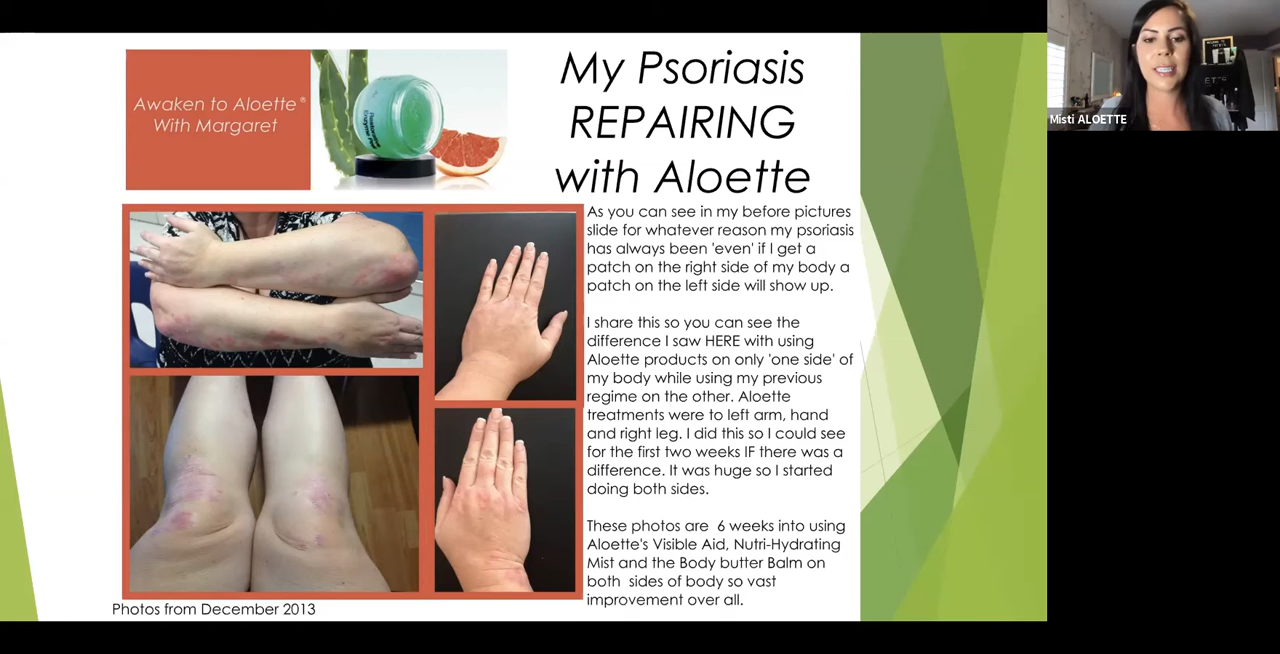 Awaken to Aloette®
With Margaret
My Psoriasis
REPAIRING
with Aloette
As you can see in my before pictures
slide for whatever reason my psoriasis
has always been 'even' if I get a
patch on the right side of my body a
patch on the left side will show up.
I share this so you can see the
difference I saw HERE with using
Aloette products on only 'one side' of
my body while using my previous
regime on the other. Aloette
treatments were to left arm, hand
and right leg. I did this so I could see
for the first two weeks IF there was a
difference. It was huge so I started
doing both sides.
These photos are 6 weeks into using
Aloette's Visible Aid, Nutri-Hydrating
Mist and the Body butter Balm on
both sides of body so vast
improvement over all.
Photos from December 2013
Misti ALOETTE